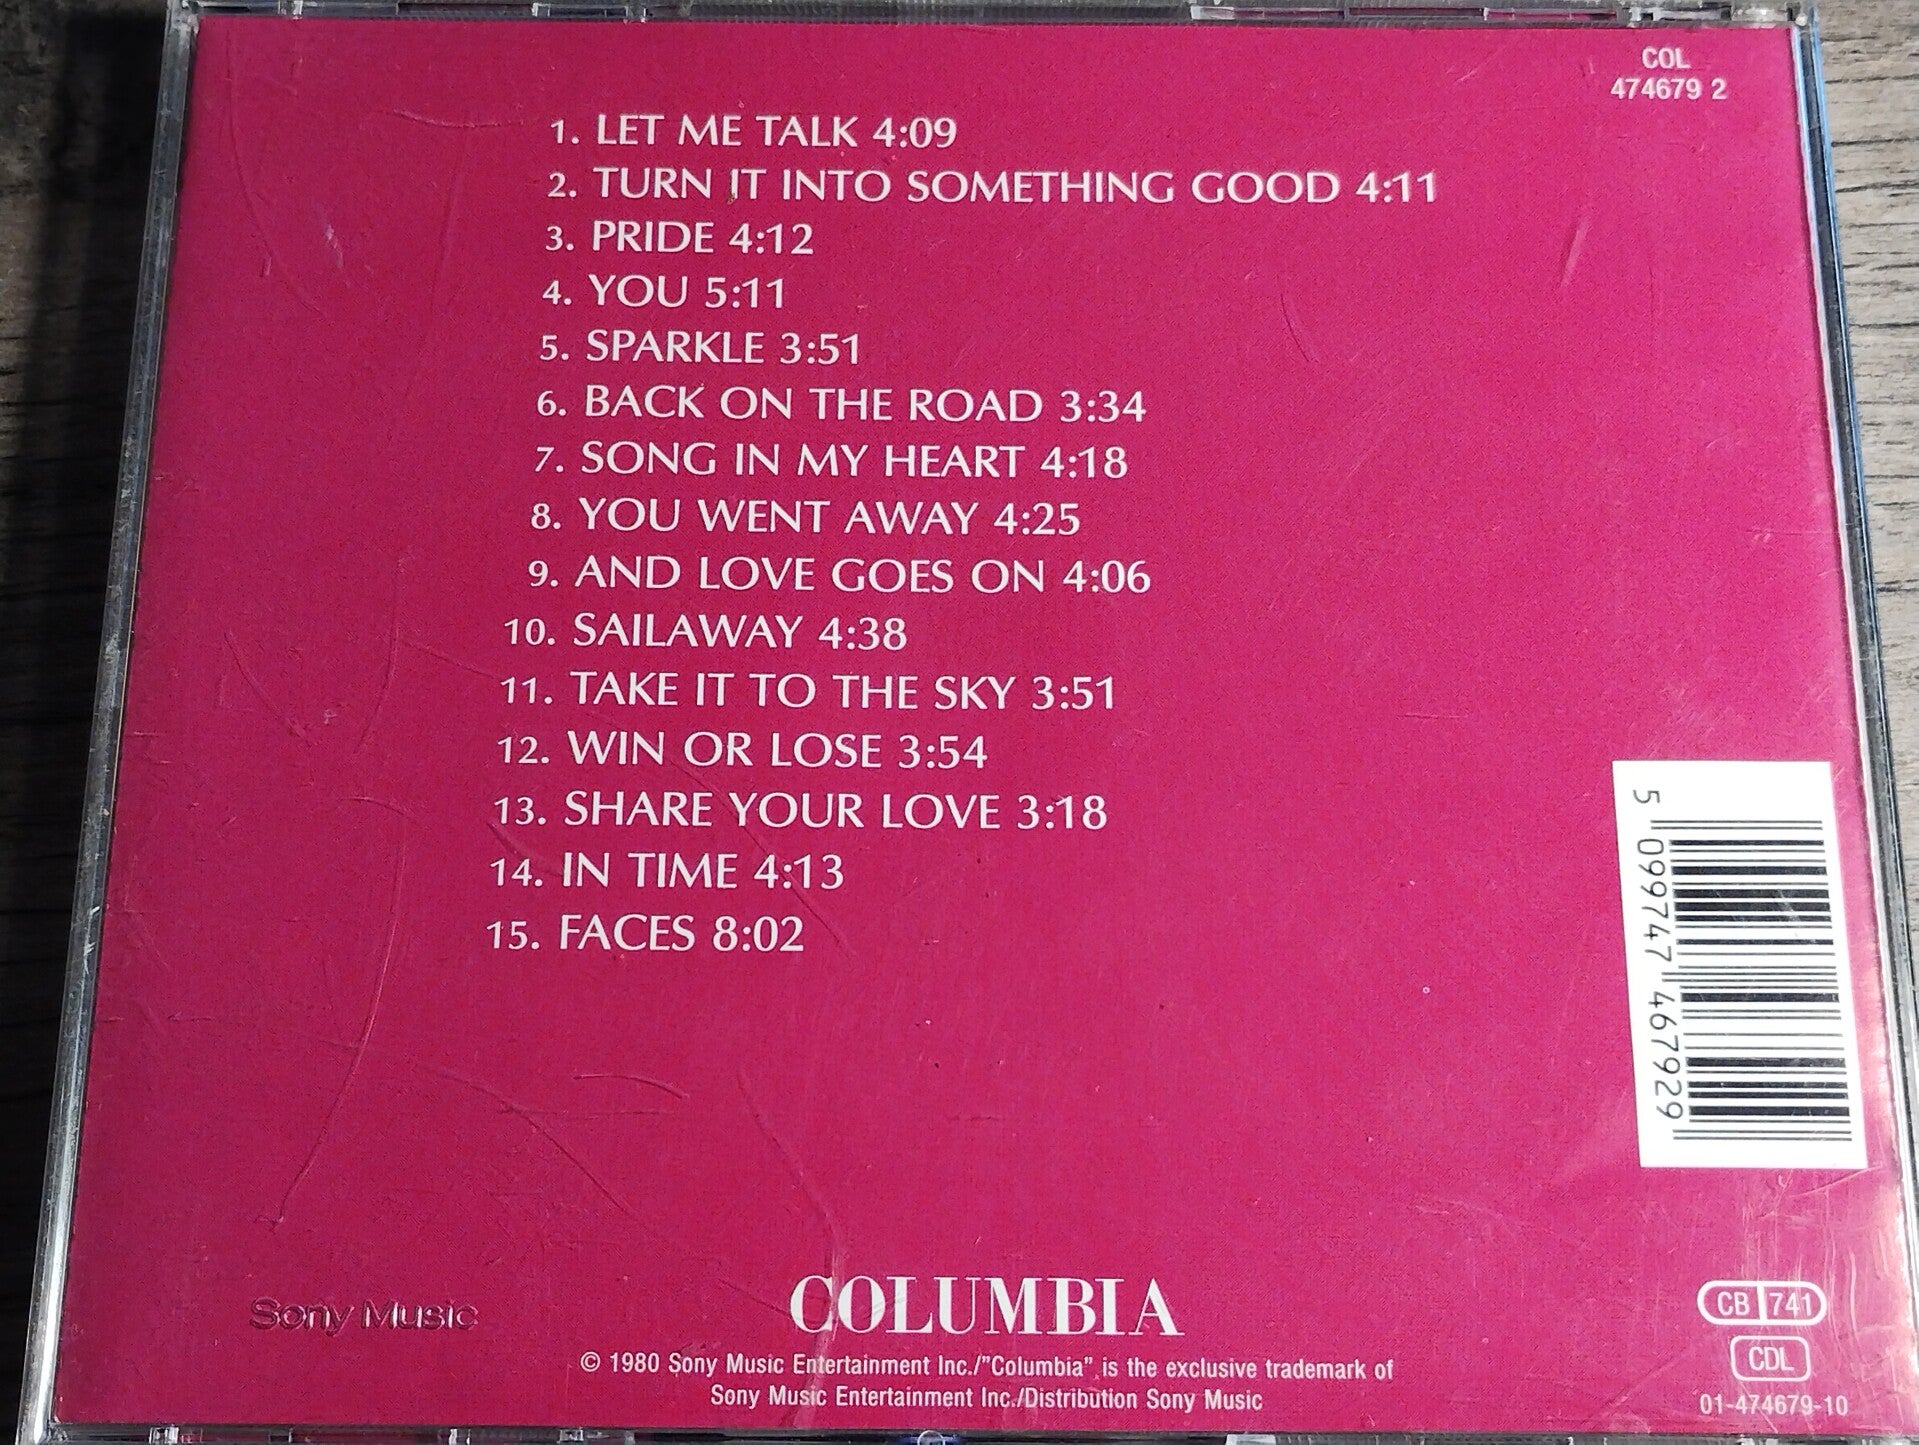 COL
474679 2
1. LET ME TALK 4:09
2. TURN IT INTO SOMETHING GOOD 4:11
3. PRIDE 4:12
4. YOU 5:11
5. SPARKLE 3:51
6. BACK ON THE ROAD 3:34
7. SONG IN MY HEART 4:18
8. YOU WENT AWAY 4:25
9. AND LOVE GOES ON 4:06
10. SAILAWAY 4:38
11. TAKE IT TO THE SKY 3:51
12. WIN OR LOSE 3:54
13. SHARE YOUR LOVE 3:18
14. IN TIME 4:13
15. FACES 8:02
5 099747 467929
Sony Music
COLUMBIA
© 1980 Sony Music Entertainment Inc./"Columbia" is the exclusive trademark of
Sony Music Entertainment Inc./Distribution Sony Music
CB 741
CDL
01-474679-10